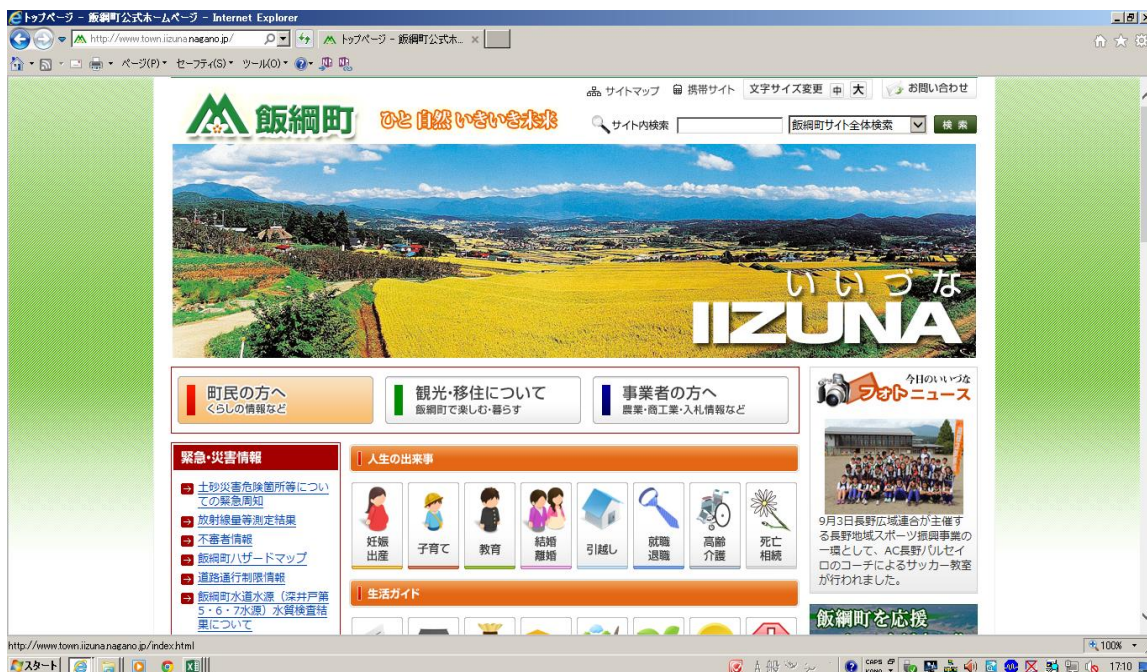 トップページ - 飯綱町公式ホームページ - Internet Explorer
http://www.town.iizuna.nagano.jp/
トップページ - 飯綱町公式ホ...
ページ(P)
セーフティ(S)
ツール(O)
サイトマップ
携帯サイト
文字サイズ変更
中
大
お問い合わせ
飯綱町
ひと 自然 いきいき未来
サイト内検索
飯綱町サイト全体検索
検索
いいづな
IIZUNA
町民の方へ
くらしの情報など
観光・移住について
飯綱町で楽しむ・暮らす
事業者の方へ
農業・商工業・入札情報など
今日のいいづな
フォトニュース
緊急・災害情報
土砂災害危険箇所等につい
ての緊急周知
放射線量等測定結果
不審者情報
飯綱町ハザードマップ
道路通行制限情報
飯綱町水道水源（深井戸第
5・6・7水源）水質検査結
果について
人生の出来事
妊娠
出産
子育て
教育
結婚
離婚
引越し
就職
退職
高齢
介護
死亡
相続
生活ガイド
9月3日長野広域連合が主催す
る長野地域スポーツ振興事業の
一環として、AC長野パルセイ
ロのコーチによるサッカー教室
が行われました。
飯綱町を応援
http://www.town.iizuna.nagano.jp/index.html
100%
スタート
A 般
CAPS
KANA
17:10